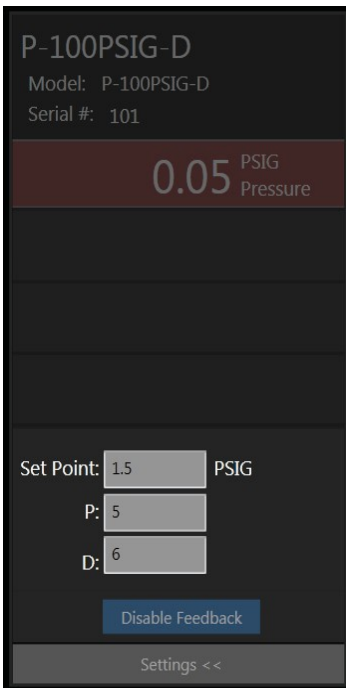 P-100PSIG-D
Model: P-100PSIG-D
Serial #: 101
0.05 PSIG
Pressure
Set Point: 1.5 PSIG
P: 5
D: 6
Disable Feedback
Settings <<